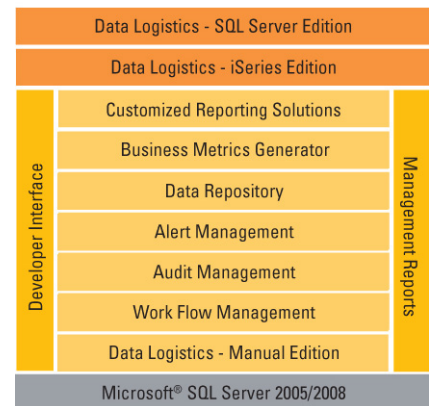 Data Logistics - SQL Server Edition
Data Logistics - iSeries Edition
Developer Interface
Customized Reporting Solutions
Business Metrics Generator
Data Repository
Alert Management
Audit Management
Work Flow Management
Data Logistics - Manual Edition
Management Reports
Microsoft® SQL Server 2005/2008